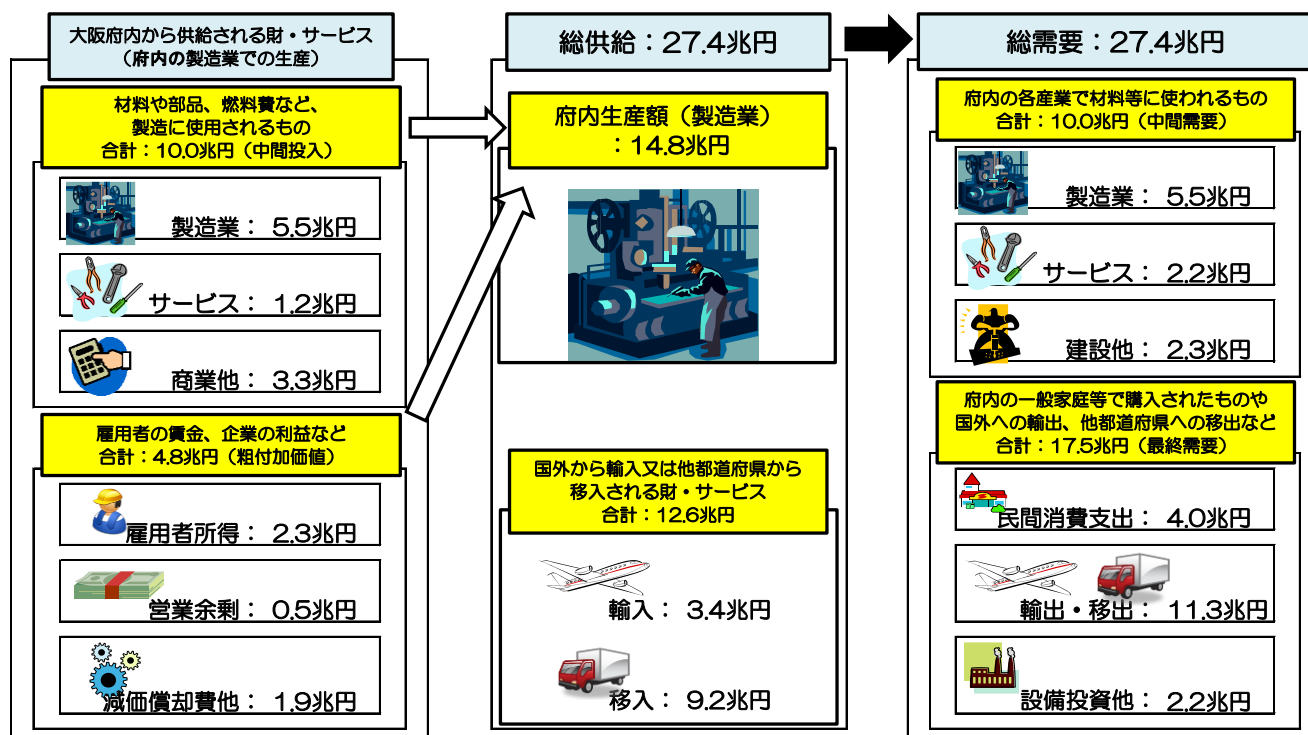 大阪府内から供給される財・サービス
（府内の製造業での生産）
材料や部品、燃料費など、
製造に使用されるもの
合計：10.0兆円（中間投入）
製造業： 5.5兆円
サービス： 1.2兆円
商業他： 3.3兆円
雇用者の賃金、企業の利益など
合計：4.8兆円（粗付加価値）
雇用者所得： 2.3兆円
営業余剰： 0.5兆円
減価償却費他： 1.9兆円
総供給：27.4兆円
府内生産額（製造業）
：14.8兆円
国外から輸入又は他都道府県から
移入される財・サービス
合計：12.6兆円
輸入： 3.4兆円
移入： 9.2兆円
総需要：27.4兆円
府内の各産業で材料等に使われるもの
合計：10.0兆円（中間需要）
製造業： 5.5兆円
サービス： 2.2兆円
建設他： 2.3兆円
府内の一般家庭等で購入されたものや
国外への輸出、他都道府県への移出など
合計：17.5兆円（最終需要）
民間消費支出： 4.0兆円
輸出・移出： 11.3兆円
設備投資他： 2.2兆円